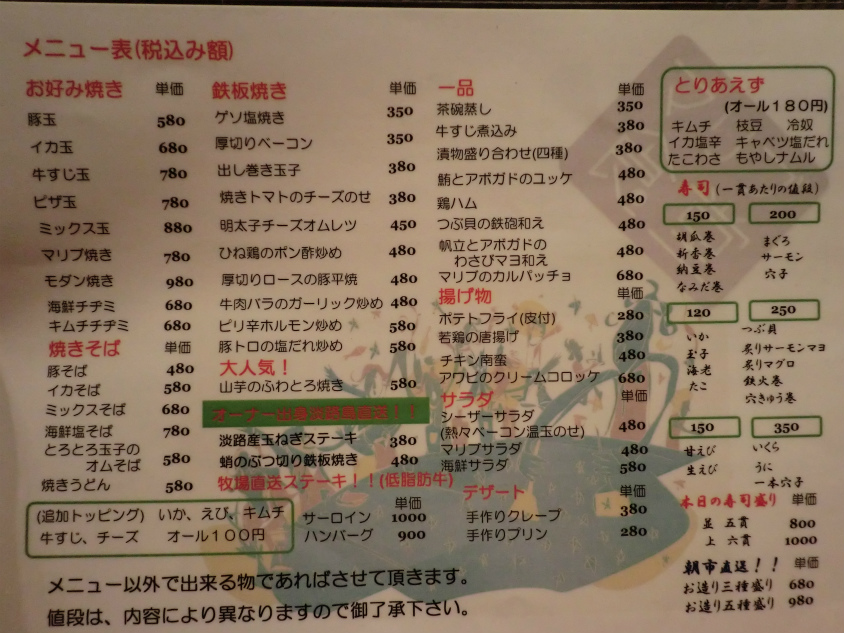 メニュー表(税込み額)
お好み焼き 単価
豚玉 580
イカ玉 680
牛すじ玉 780
ピザ玉 780
ミックス玉 880
マリブ焼き 780
モダン焼き 980
海鮮チヂミ 680
キムチチヂミ 680
焼きそば 単価
豚そば 480
イカそば 580
ミックスそば 680
海鮮塩そば 780
とろとろ玉子の
オムそば 580
焼きうどん 580
(追加トッピング) いか、えび、キムチ
牛すじ、チーズ オール100円
鉄板焼き 単価
ゲソ塩焼き 350
厚切りベーコン 350
出し巻き玉子 380
焼きトマトのチーズのせ 380
明太子チーズオムレツ 450
ひね鶏のポン酢炒め 480
厚切りロースの豚平焼 480
牛肉バラのガーリック炒め 480
ピリ辛ホルモン炒め 580
豚トロの塩だれ炒め 580
大人気!
山芋のふわとろ焼き 580
オーナー出身淡路島直送!!
淡路産玉ねぎステーキ 380
蛸のぶつ切り鉄板焼き 480
牧場直送ステーキ!!(低脂肪牛)
単価
サーロイン 1000
ハンバーグ 900
一品 単価
茶碗蒸し 350
牛すじ煮込み 380
漬物盛り合わせ(四種) 380
鮪とアボガドのユッケ 480
鶏ハム 480
つぶ貝の鉄砲和え 480
帆立とアボガドの
わさびマヨ和え 480
マリブのカルパッチョ 680
揚げ物 単価
ポテトフライ(皮付) 280
若鶏の唐揚げ 380
チキン南蛮 480
アワビのクリームコロッケ 680
サラダ 単価
シーザーサラダ
(熱々ベーコン温玉のせ) 480
マリブサラダ 480
海鮮サラダ 580
デザート 単価
手作りクレープ 380
手作りプリン 280
とりあえず
(オール180円)
キムチ 枝豆 冷奴
イカ塩辛 キャベツ塩だれ
たこわさ もやしナムル
寿司(一貫あたりの値段)
150 200
胡瓜巻 まぐろ
新香巻 サーモン
納豆巻 穴子
なみだ巻
120 250
いか つぶ貝
玉子 炙りサーモンマヨ
海老 炙りマグロ
たこ 鉄火巻
穴きゅう巻
150 350
甘えび いくら
生えび うに
一本穴子
本日の寿司盛り 単価
並 五貫 800
上 六貫 1000
朝市直送!! 単価
お造り三種盛り 680
お造り五種盛り 980
メニュー以外で出来る物であればさせて頂きます。
値段は、内容により異なりますので御了承下さい。